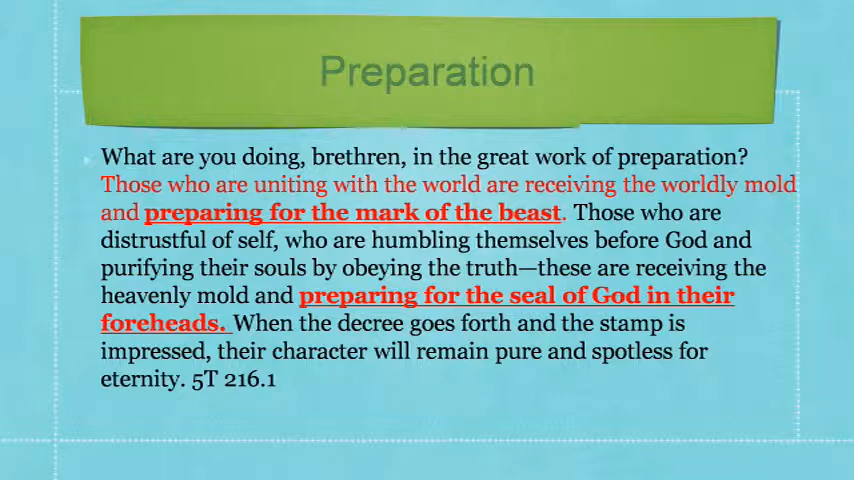 Preparation
What are you doing, brethren, in the great work of preparation?
Those who are uniting with the world are receiving the worldly mold
and preparing for the mark of the beast. Those who are
distrustful of self, who are humbling themselves before God and
purifying their souls by obeying the truth—these are receiving the
heavenly mold and preparing for the seal of God in their
foreheads. When the decree goes forth and the stamp is
impressed, their character will remain pure and spotless for
eternity. 5T 216.1